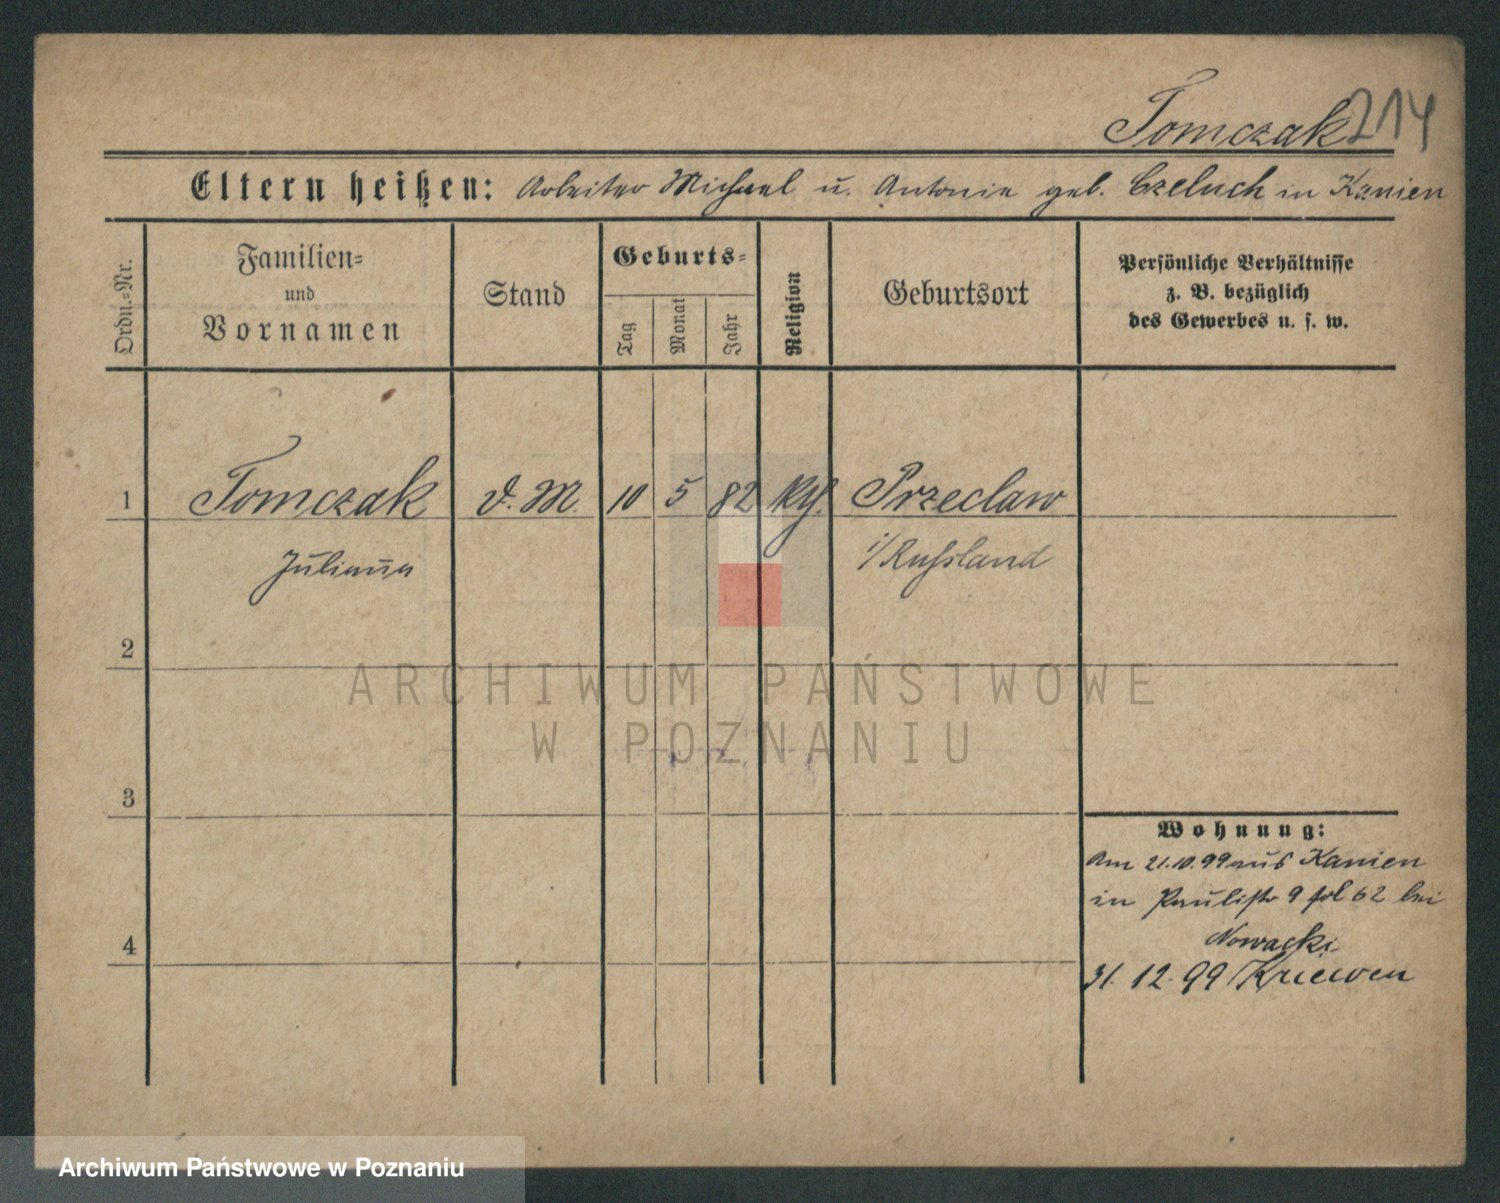 Tomczak 214
Eltern heißen: Arbeiter Michael u. Antonie geb. Czeluch in Kanien
Ordn.=Nr.
Familien=
und
Vornamen
Stand
Geburts=
Tag
Monat
Jahr
Religion
Geburtsort
Persönliche Verhältnisse
z. B. bezüglich
des Gewerbes u. s. w.
1 Tomczak d. M. 10 5 82 Przeclaw
Juliana i/Russland
2
ARCHIWUM PAŃSTWOWE
W POZNANIU
3
Wohnung:
Am 21.10.99 aus Kanien
in Paulistr 9 fol 62 bei
Nowacki
4
31.12.99 Kriewen
Archiwum Państwowe w Poznaniu